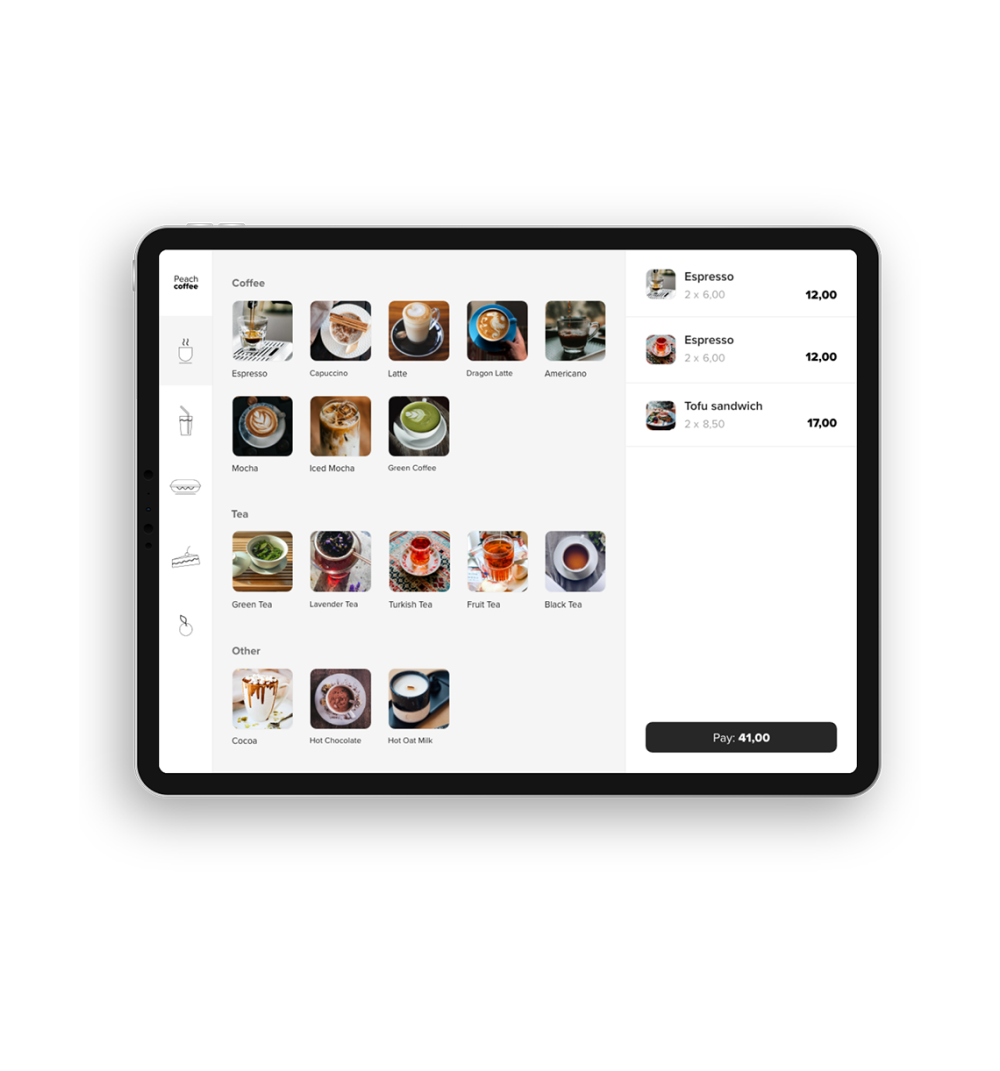 Peach
coffee
Coffee
Espresso
Capuccino
Latte
Dragon Latte
Americano
Mocha
Iced Mocha
Green Coffee
Tea
Green Tea
Lavender Tea
Turkish Tea
Fruit Tea
Black Tea
Other
Cocoa
Hot Chocolate
Hot Oat Milk
Espresso
2 x 6,00
12,00
Espresso
2 x 6,00
12,00
Tofu sandwich
2 x 8,50
17,00
Pay: 41,00